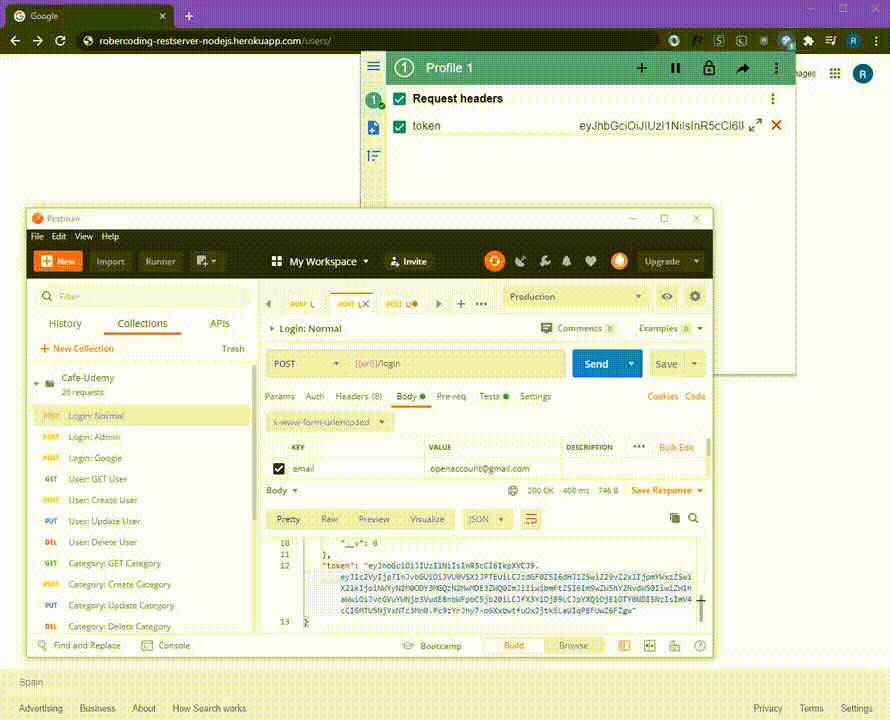 Google
robercoding-restserver-nodejs.herokuapp.com/users/
R
1 Profile 1
ages
R
1 Request headers
token eyJhbGciOiJIUzI1NiIsInR5cCI6Ik
Postman
File Edit View Help
New Import Runner My Workspace Invite Upgrade
Filter
POST L POST L POST U Production
History Collections APIs
Login: Normal Comments 0 Examples 0
New Collection Trash
POST {{url}}/login Send Save
Cafe-Udemy
20 requests
Params Auth Headers (8) Body Pre-req. Tests Settings Cookies Code
POST Login: Normal
x-www-form-urlencoded
POST Login: Admin
KEY VALUE DESCRIPTION Bulk Edit
POST Login: Google
email openaccount@gmail.com
GET User: GET User
Body 200 OK 408 ms 746 B Save Response
POST User: Create User
PUT User: Update User
Pretty Raw Preview Visualize JSON
DEL User: Delete User
10 "__v": 0
11 },
GET Category: GET Category
12 "token": "eyJhbGciOiJIUzI1NiIsInR5cCI6IkpXVCJ9.
POST Category: Create Category
PUT Category: Update Category
DEL Category: Delete Category
13 }
Find and Replace Console Bootcamp Build Browse
Spain
Advertising Business About How Search works Privacy Terms Settings